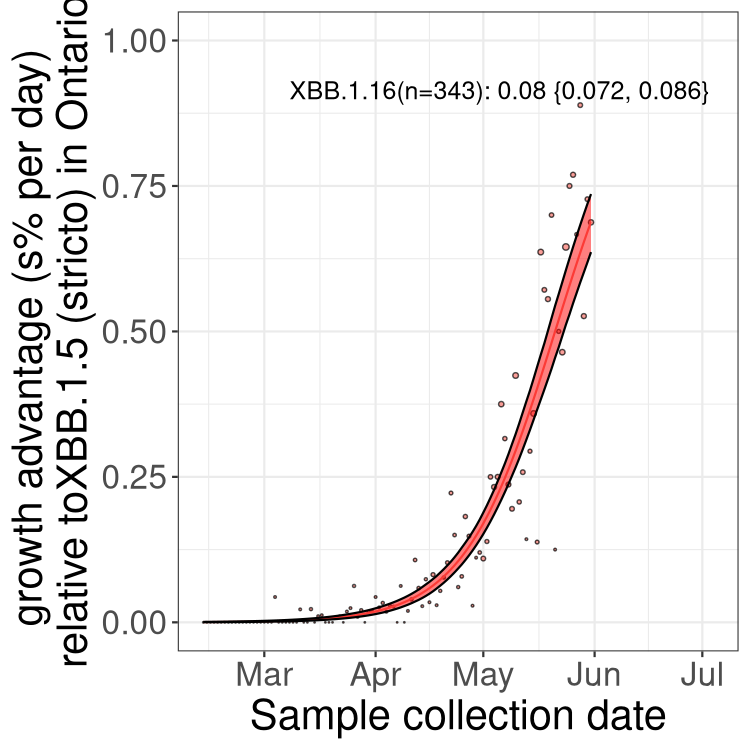 growth advantage (s% per day)
relative toXBB.1.5 (stricto) in Ontario
1.00
0.75
0.50
0.25
0.00
XBB.1.16(n=343): 0.08 {0.072, 0.086}
Mar Apr May Jun Jul
Sample collection date